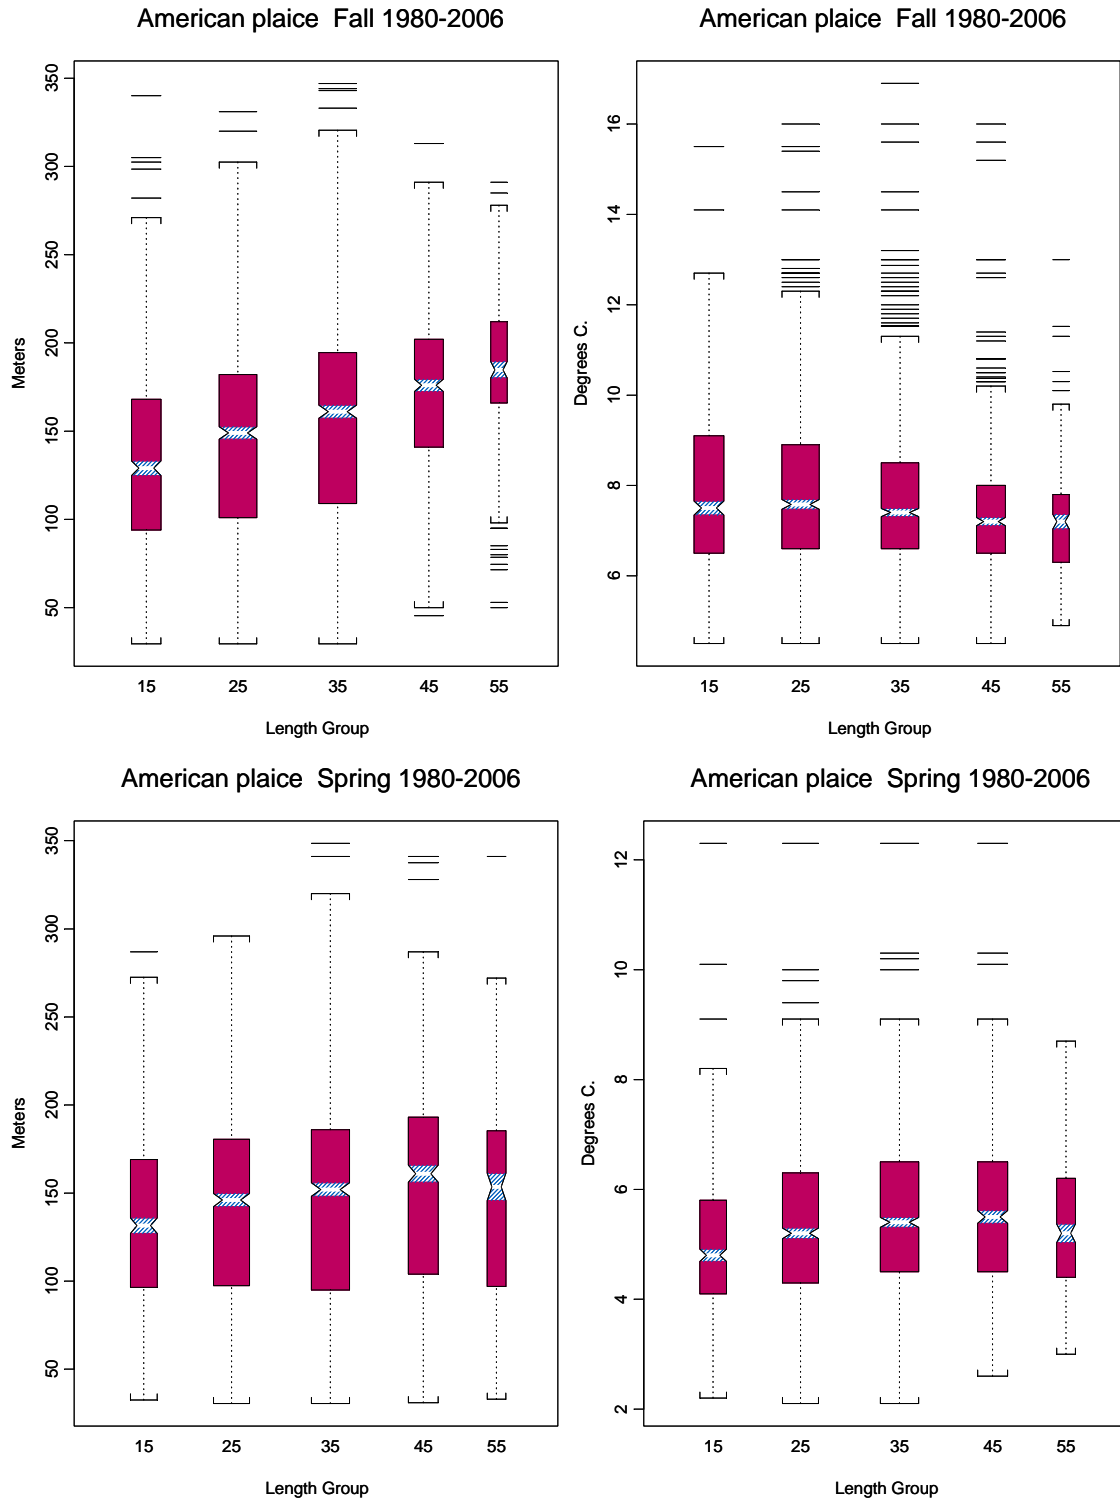 American plaice Fall 1980-2006
Meters
350
300
250
200
150
100
50
15 25 35 45 55
Length Group
American plaice Fall 1980-2006
Degrees C.
16
14
12
10
8
6
15 25 35 45 55
Length Group
American plaice Spring 1980-2006
Meters
350
300
250
200
150
100
50
15 25 35 45 55
Length Group
American plaice Spring 1980-2006
Degrees C.
12
10
8
6
4
2
15 25 35 45 55
Length Group